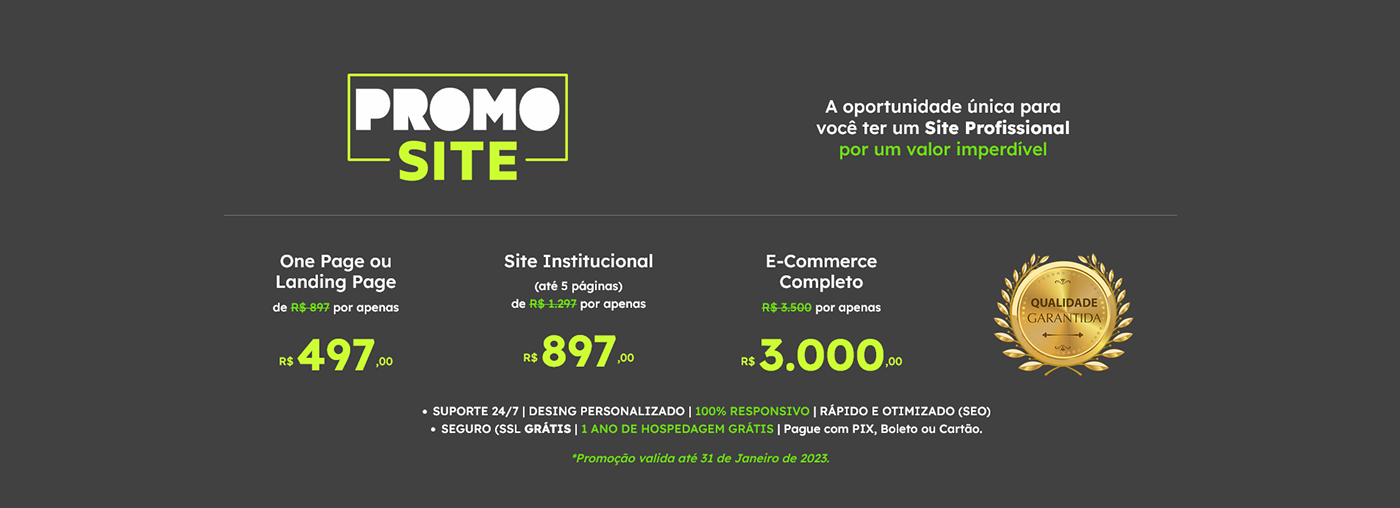 PROMO
SITE
A oportunidade única para
você ter um Site Profissional
por um valor imperdível
One Page ou
Landing Page
de R$ 897 por apenas
R$ 497,00
Site Institucional
(até 5 páginas)
de R$ 1.297 por apenas
R$ 897,00
E-Commerce
Completo
R$ 3.500 por apenas
R$ 3.000,00
QUALIDADE
GARANTIDA
• SUPORTE 24/7 | DESING PERSONALIZADO | 100% RESPONSIVO | RÁPIDO E OTIMIZADO (SEO)
• SEGURO (SSL GRÁTIS | 1 ANO DE HOSPEDAGEM GRÁTIS | Pague com PIX, Boleto ou Cartão.
*Promoção valida até 31 de Janeiro de 2023.